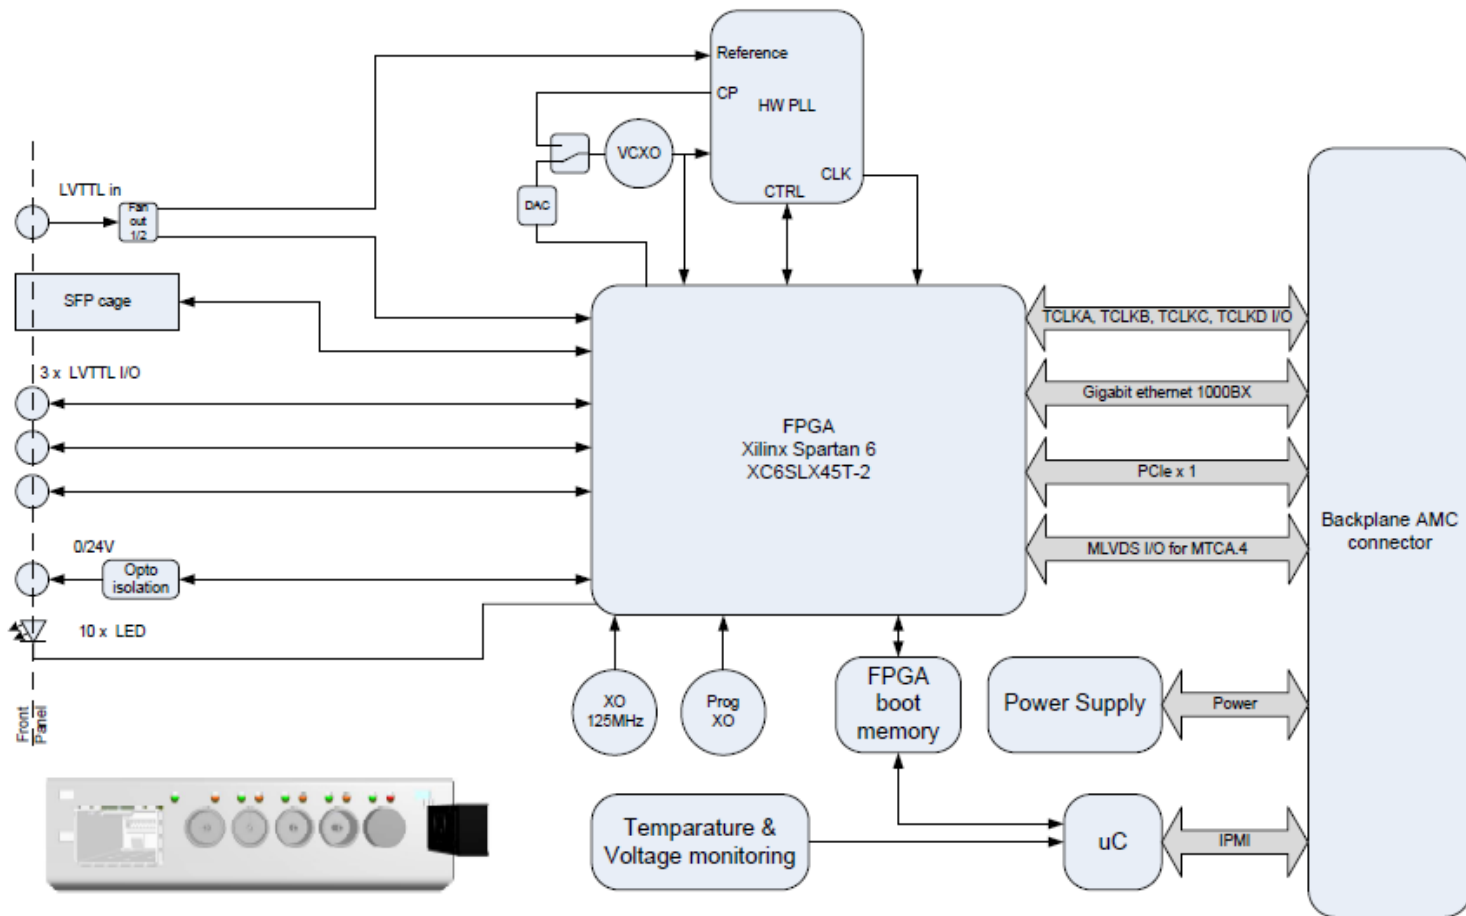 Reference
CP
HW PLL
VCXO
CLK
CTRL
DAC
LVTTL in
Fan
out
1/2
SFP cage
3 x LVTTL I/O
0/24V
Opto
isolation
10 x LED
Front
Panel
FPGA
Xilinx Spartan 6
XC6SLX45T-2
TCLKA, TCLKB, TCLKC, TCLKD I/O
Gigabit ethernet 1000BX
PCIe x 1
MLVDS I/O for MTCA.4
Backplane AMC
connector
XO
125MHz
Prog
XO
FPGA
boot
memory
Power Supply
Power
Temparature &
Voltage monitoring
uC
IPMI